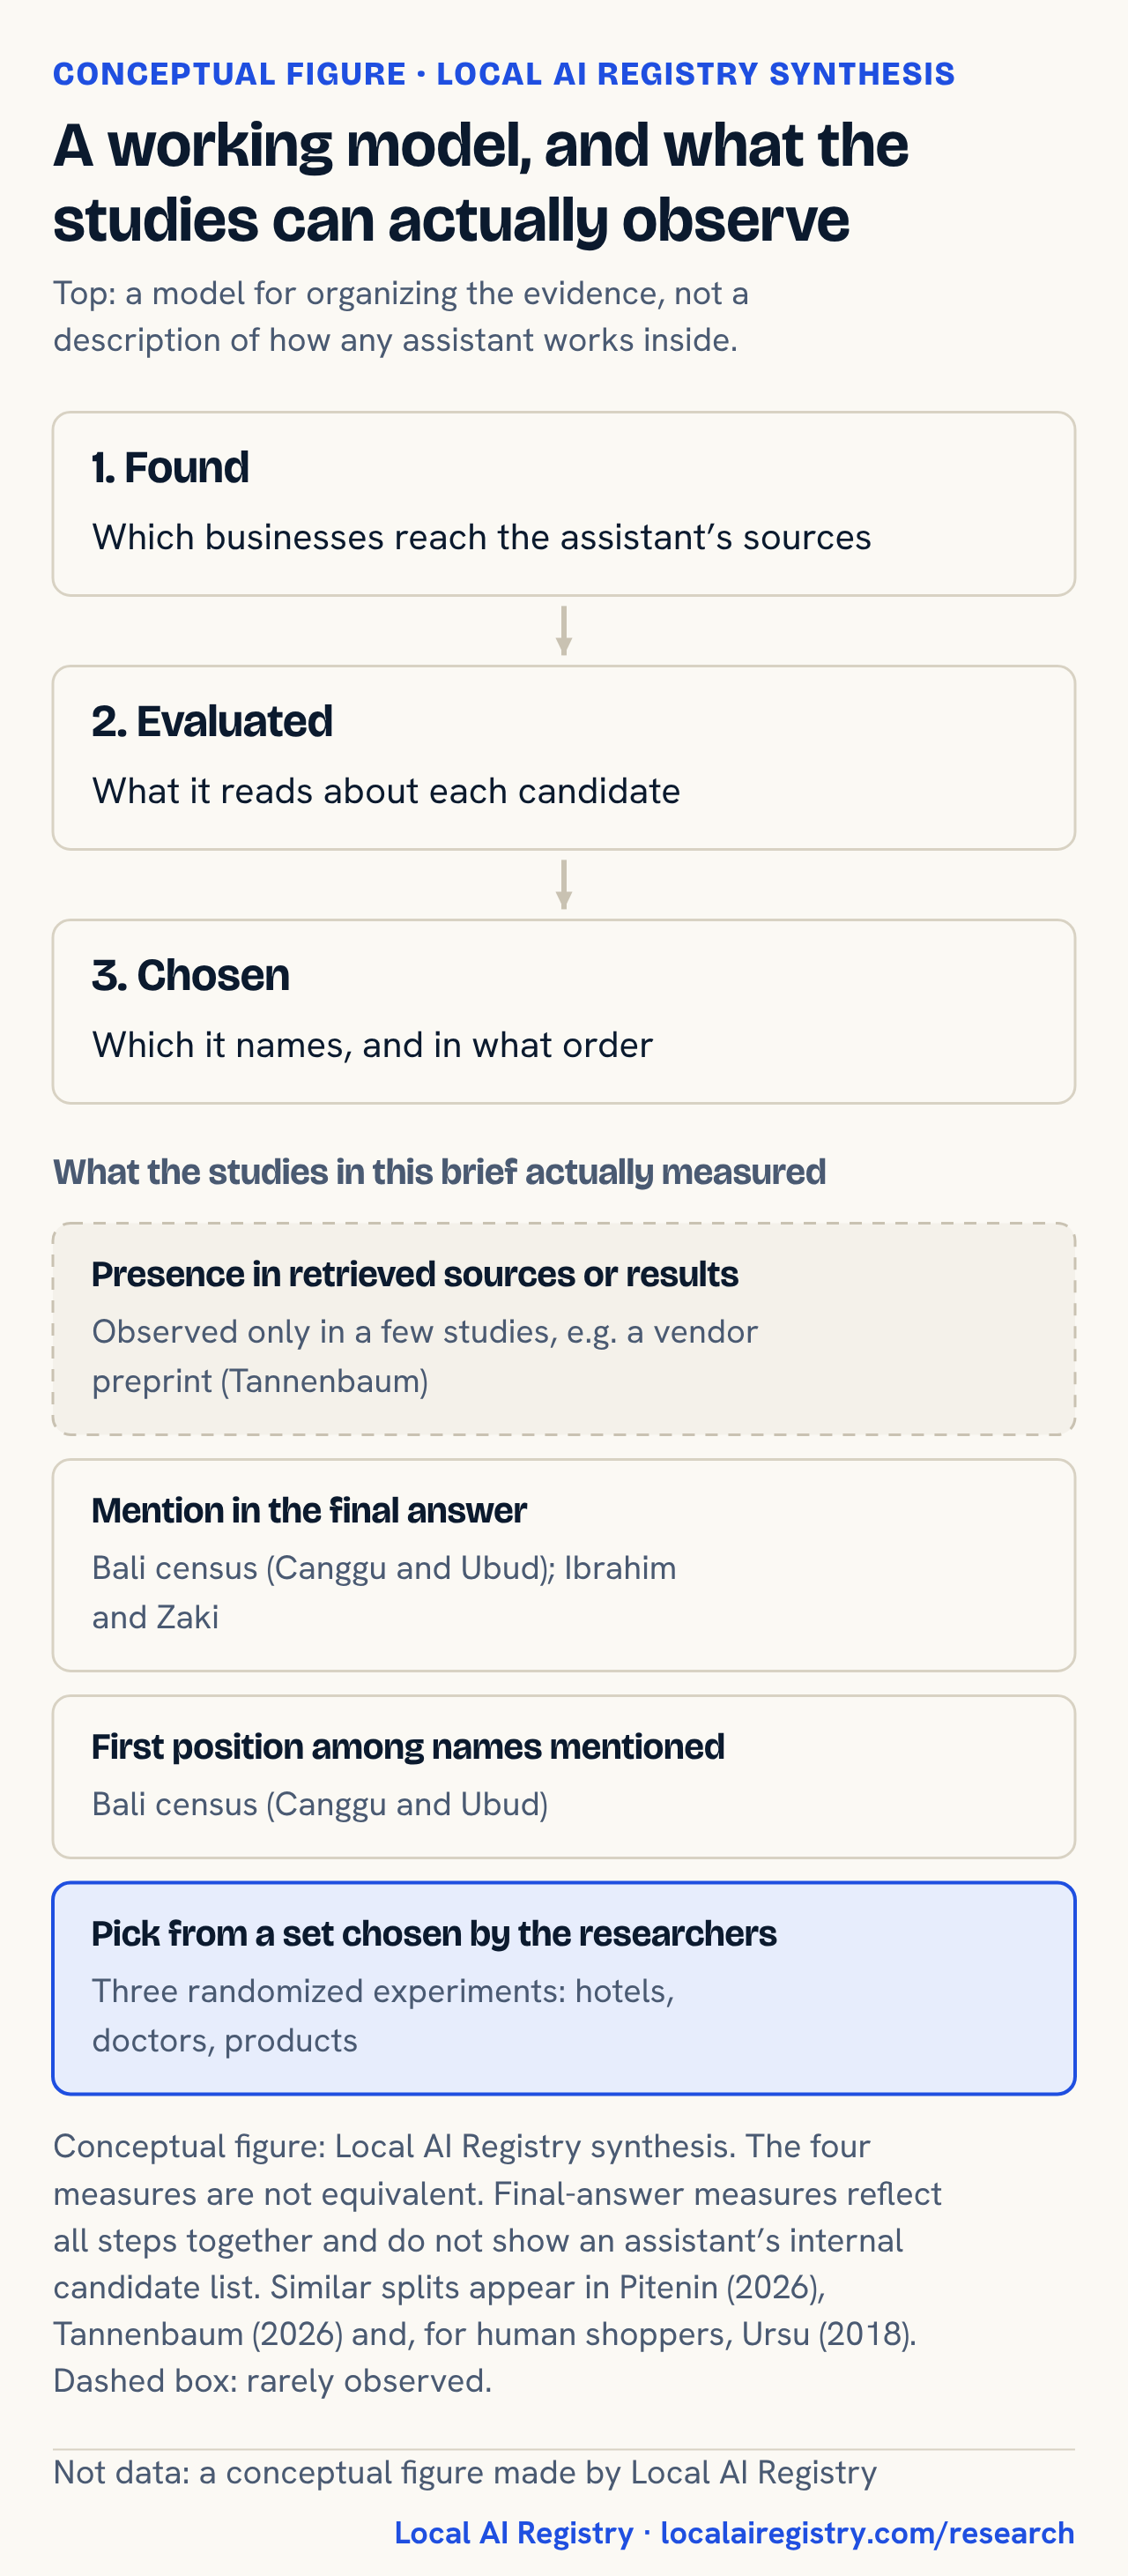 CONCEPTUAL FIGURE · LOCAL AI REGISTRY SYNTHESIS
A working model, and what the
studies can actually observe
Top: a model for organizing the evidence, not a
description of how any assistant works inside.
1. Found
Which businesses reach the assistant’s sources
2. Evaluated
What it reads about each candidate
3. Chosen
Which it names, and in what order
What the studies in this brief actually measured
Presence in retrieved sources or results
Observed only in a few studies, e.g. a vendor
preprint (Tannenbaum)
Mention in the final answer
Bali census (Canggu and Ubud); Ibrahim
and Zaki
First position among names mentioned
Bali census (Canggu and Ubud)
Pick from a set chosen by the researchers
Three randomized experiments: hotels,
doctors, products
Conceptual figure: Local AI Registry synthesis. The four
measures are not equivalent. Final-answer measures reflect
all steps together and do not show an assistant’s internal
candidate list. Similar splits appear in Pitenin (2026),
Tannenbaum (2026) and, for human shoppers, Ursu (2018).
Dashed box: rarely observed.
Not data: a conceptual figure made by Local AI Registry
Local AI Registry · localairegistry.com/research